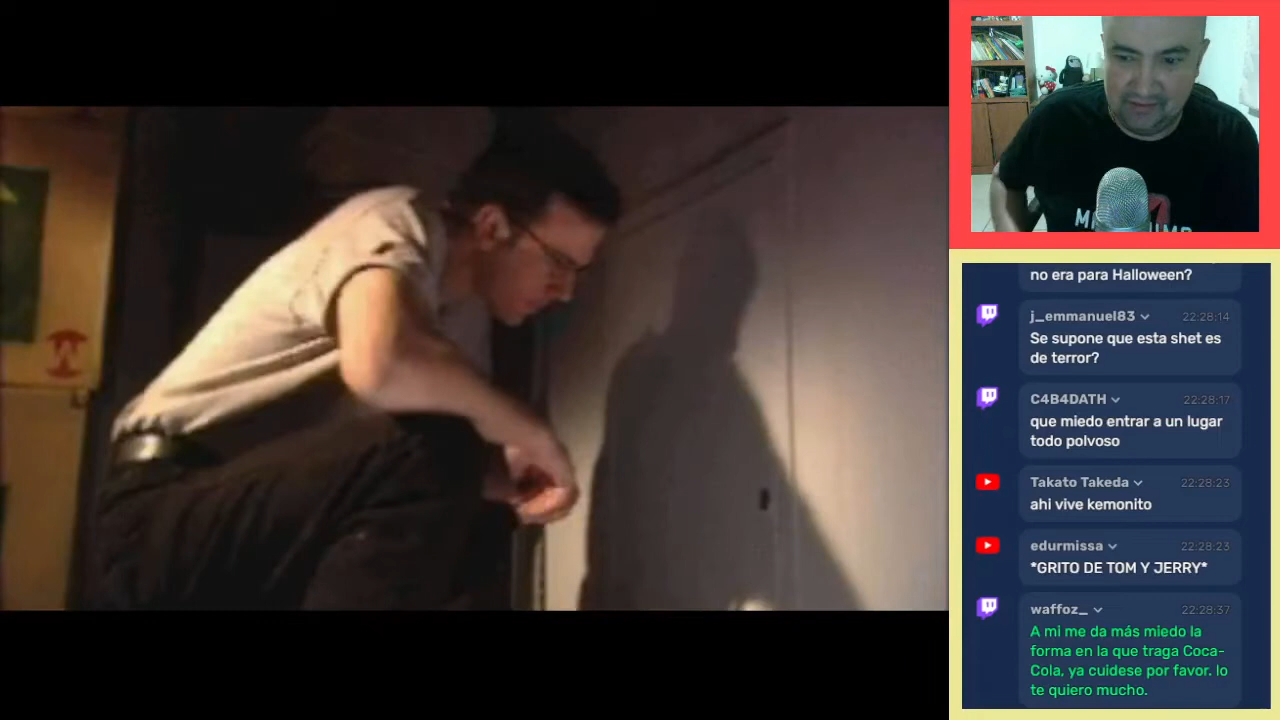 no era para Halloween?
j_emmanuel83
22:28:14
Se supone que esta shet es
de terror?
C4B4DATH
22:28:17
que miedo entrar a un lugar
todo polvoso
Takato Takeda
22:28:23
ahi vive kemonito
edurmissa
22:28:23
*GRITO DE TOM Y JERRY*
waffoz_
22:28:37
A mi me da más miedo la
forma en la que traga Coca-
Cola, ya cuidese por favor. lo
te quiero mucho.